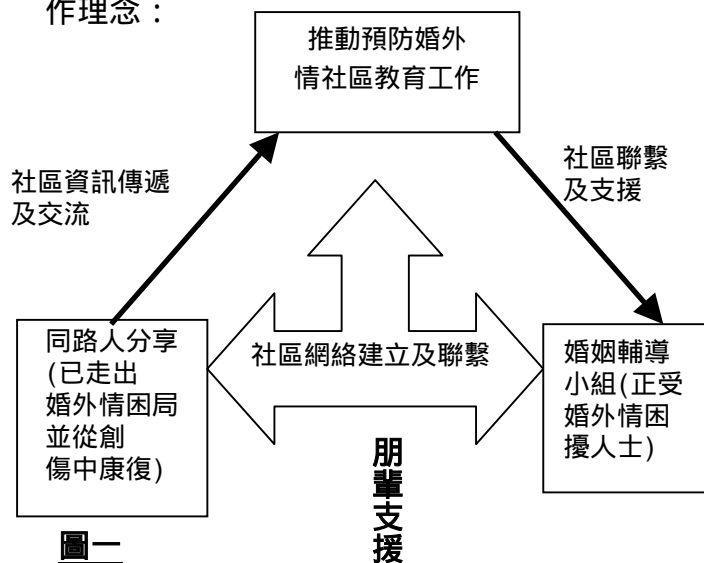 作理念：
推動預防婚外
情社區教育工作
社區資訊傳遞
及交流
社區聯繫
及支援
同路人分享
(已走出
婚外情困局
並從創
傷中康復)
社區網絡建立及聯繫
婚姻輔導
小組(正受
婚外情困
擾人士)
朋輩支援
圖一